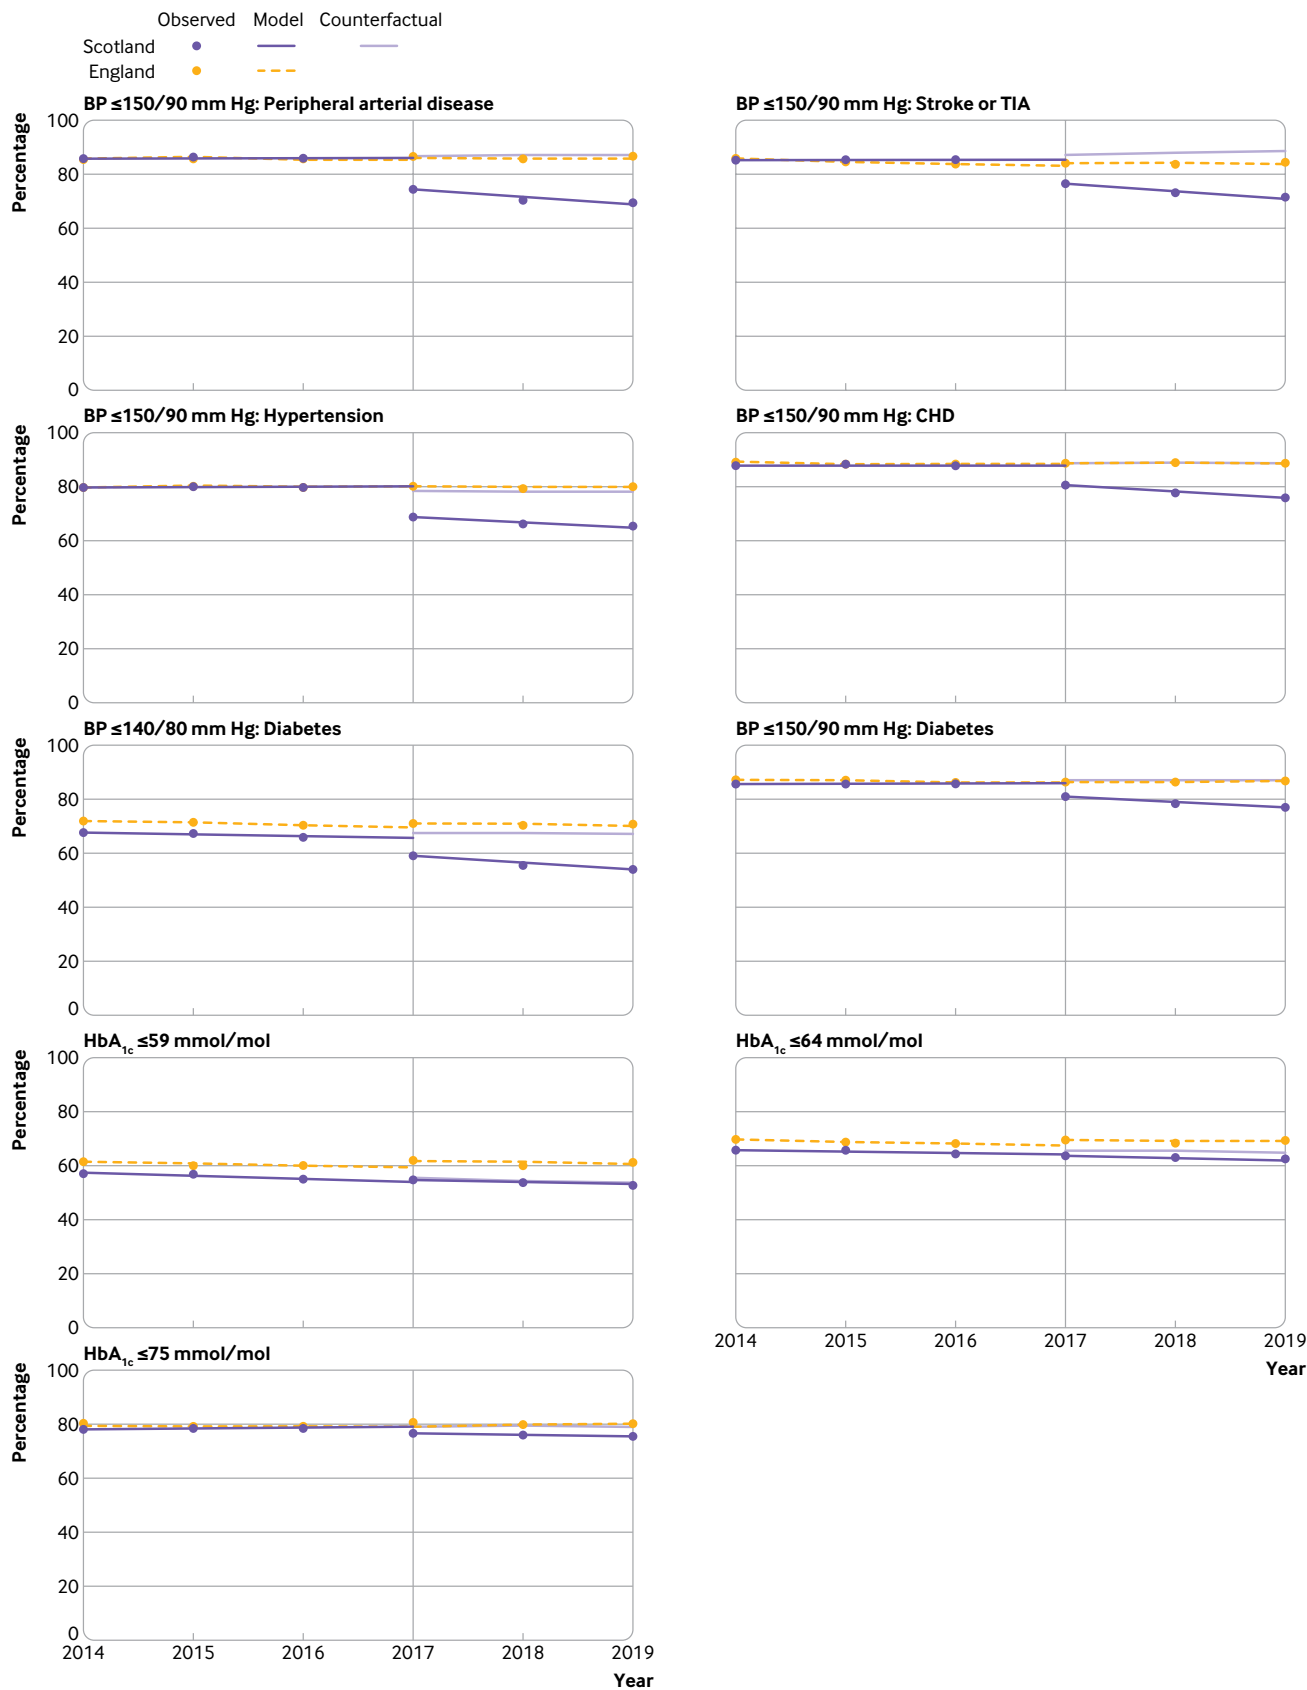 Observed Model Counterfactual
Scotland
England
BP ≤150/90 mm Hg: Peripheral arterial disease
Percentage
100
80
60
40
20
0
BP ≤150/90 mm Hg: Stroke or TIA
BP ≤150/90 mm Hg: Hypertension
Percentage
100
80
60
40
20
0
BP ≤150/90 mm Hg: CHD
BP ≤140/80 mm Hg: Diabetes
Percentage
100
80
60
40
20
0
BP ≤150/90 mm Hg: Diabetes
HbA1c ≤59 mmol/mol
Percentage
100
80
60
40
20
0
HbA1c ≤64 mmol/mol
2014 2015 2016 2017 2018 2019
Year
HbA1c ≤75 mmol/mol
Percentage
100
80
60
40
20
0
2014 2015 2016 2017 2018 2019
Year